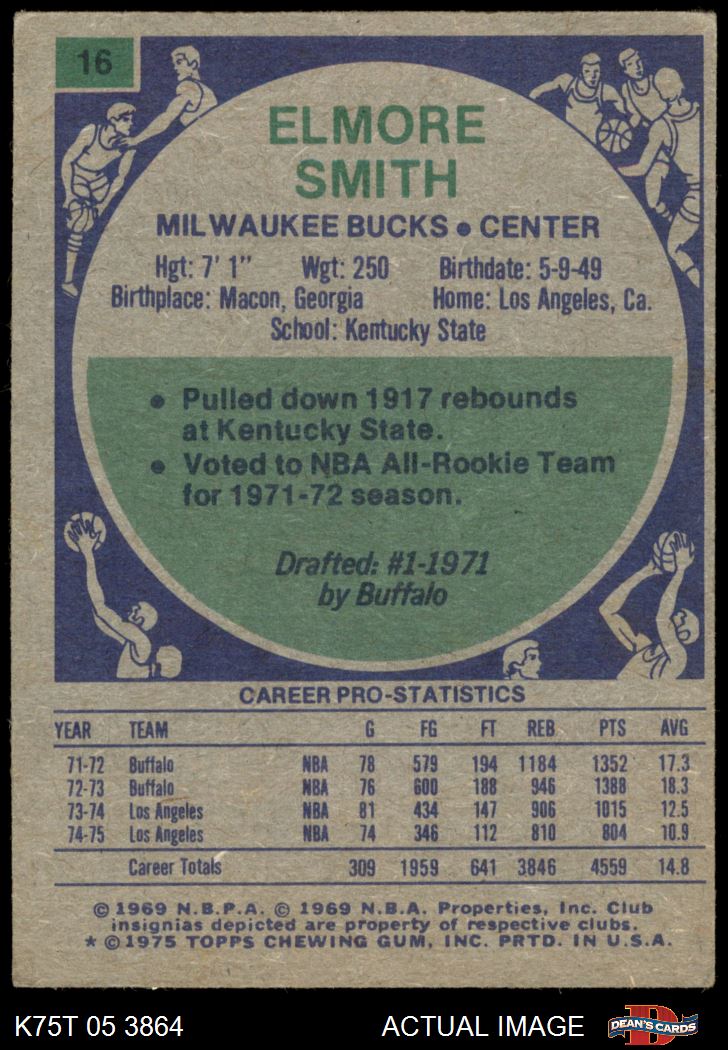 16
ELMORE
SMITH
MILWAUKEE BUCKS • CENTER
Hgt: 7' 1" Wgt: 250 Birthdate: 5-9-49
Birthplace: Macon, Georgia Home: Los Angeles, Ca.
School: Kentucky State
• Pulled down 1917 rebounds
at Kentucky State.
• Voted to NBA All-Rookie Team
for 1971-72 season.
Drafted: #1-1971
by Buffalo
CAREER PRO-STATISTICS
YEAR TEAM G FG FT REB PTS AVG
71-72 Buffalo NBA 78 579 194 1184 1352 17.3
72-73 Buffalo NBA 76 600 188 946 1388 18.3
73-74 Los Angeles NBA 81 434 147 906 1015 12.5
74-75 Los Angeles NBA 74 346 112 810 804 10.9
Career Totals 309 1959 641 3846 4559 14.8
© 1969 N.B.P.A. © 1969 N.B.A. Properties, Inc. Club
insignias depicted are property of respective clubs.
* © 1975 TOPPS CHEWING GUM, INC. PRTD. IN U.S.A.
K75T 05 3864 ACTUAL IMAGE DEAN'S CARDS